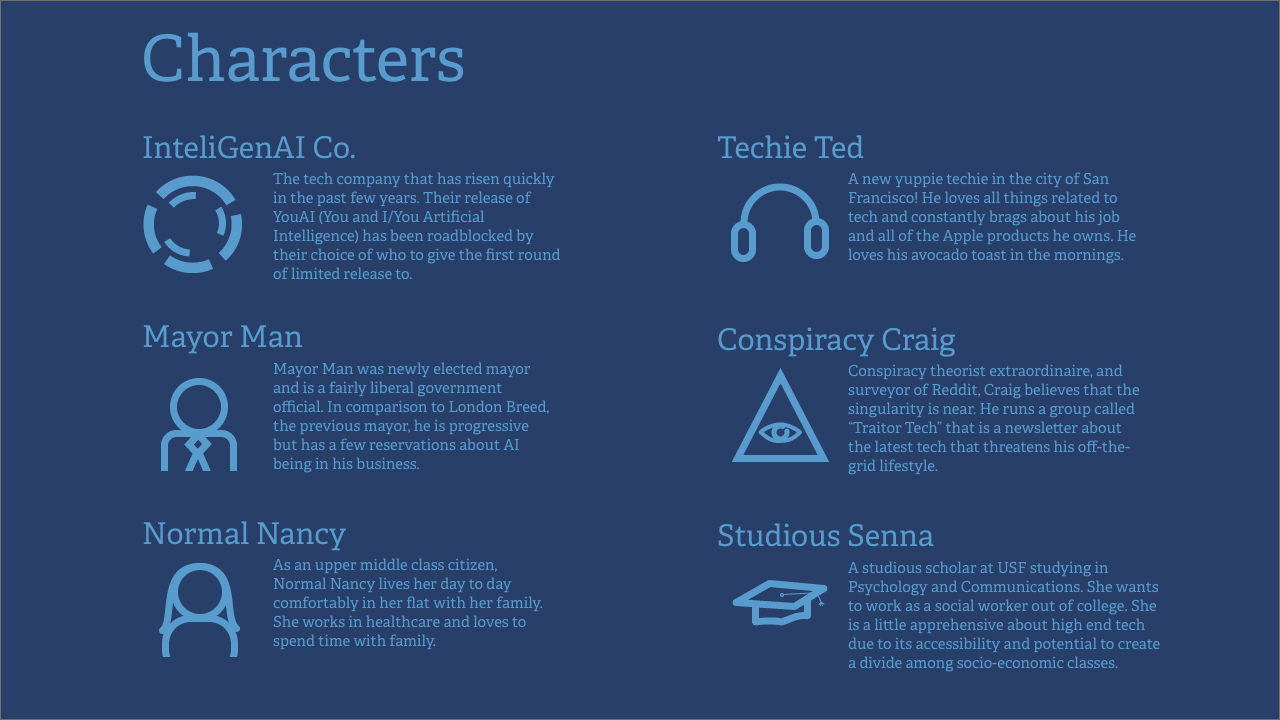 Characters
InteliGenAI Co.
The tech company that has risen quickly
in the past few years. Their release of
YouAI (You and I/You Artificial
Intelligence) has been roadblocked by
their choice of who to give the first round
of limited release to.
Mayor Man
Mayor Man was newly elected mayor
and is a fairly liberal government
official. In comparison to London Breed,
the previous mayor, he is progressive
but has a few reservations about AI
being in his business.
Normal Nancy
As an upper middle class citizen,
Normal Nancy lives her day to day
comfortably in her flat with her family.
She works in healthcare and loves to
spend time with family.
Techie Ted
A new yuppie techie in the city of San
Francisco! He loves all things related to
tech and constantly brags about his job
and all of the Apple products he owns. He
loves his avocado toast in the mornings.
Conspiracy Craig
Conspiracy theorist extraordinaire, and
surveyor of Reddit, Craig believes that the
singularity is near. He runs a group called
“Traitor Tech” that is a newsletter about
the latest tech that threatens his off-the-
grid lifestyle.
Studious Senna
A studious scholar at USF studying in
Psychology and Communications. She wants
to work as a social worker out of college. She
is a little apprehensive about high end tech
due to its accessibility and potential to create
a divide among socio-economic classes.